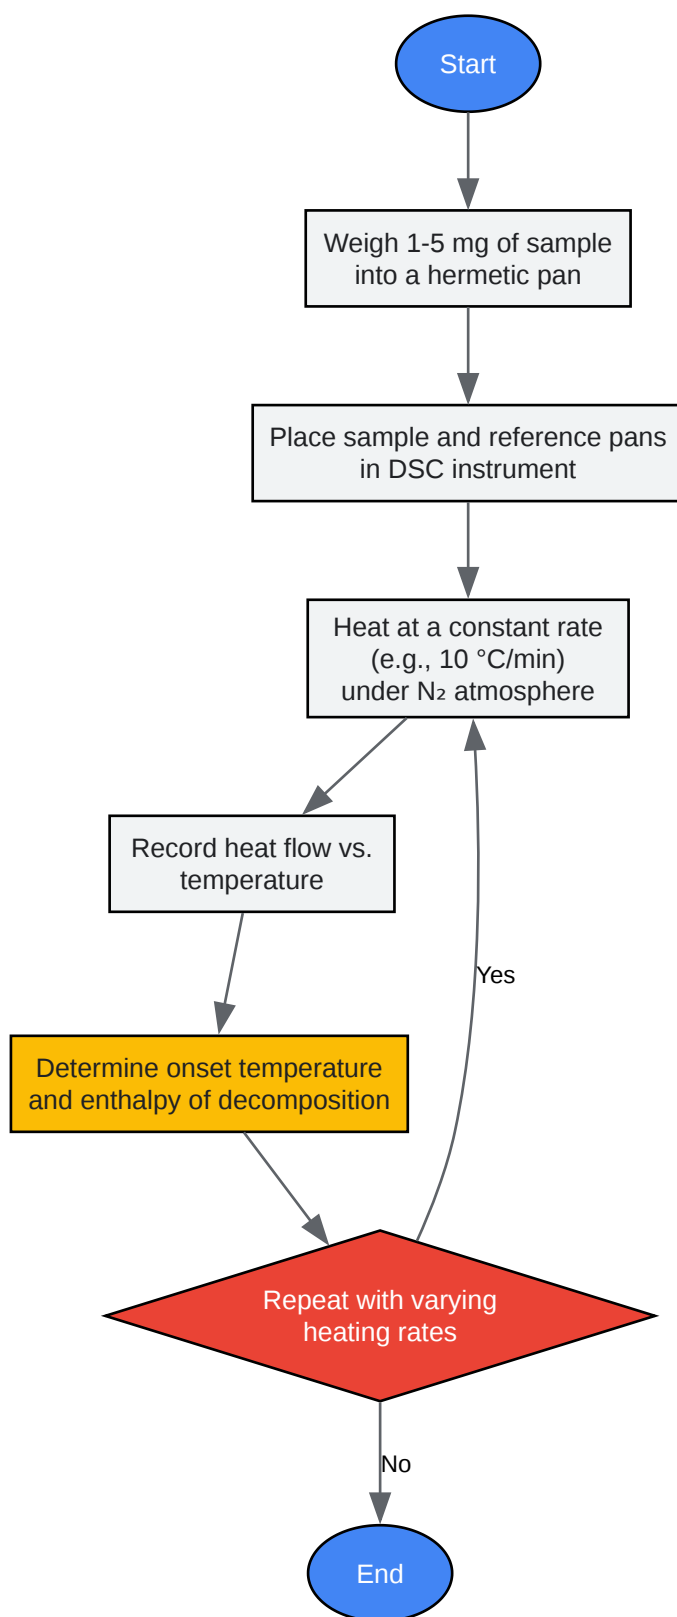 Start
Weigh 1-5 mg of sample
into a hermetic pan
Place sample and reference pans
in DSC instrument
Heat at a constant rate
(e.g., 10 °C/min)
under N₂ atmosphere
Record heat flow vs.
temperature
Yes
Determine onset temperature
and enthalpy of decomposition
Repeat with varying
heating rates
No
End